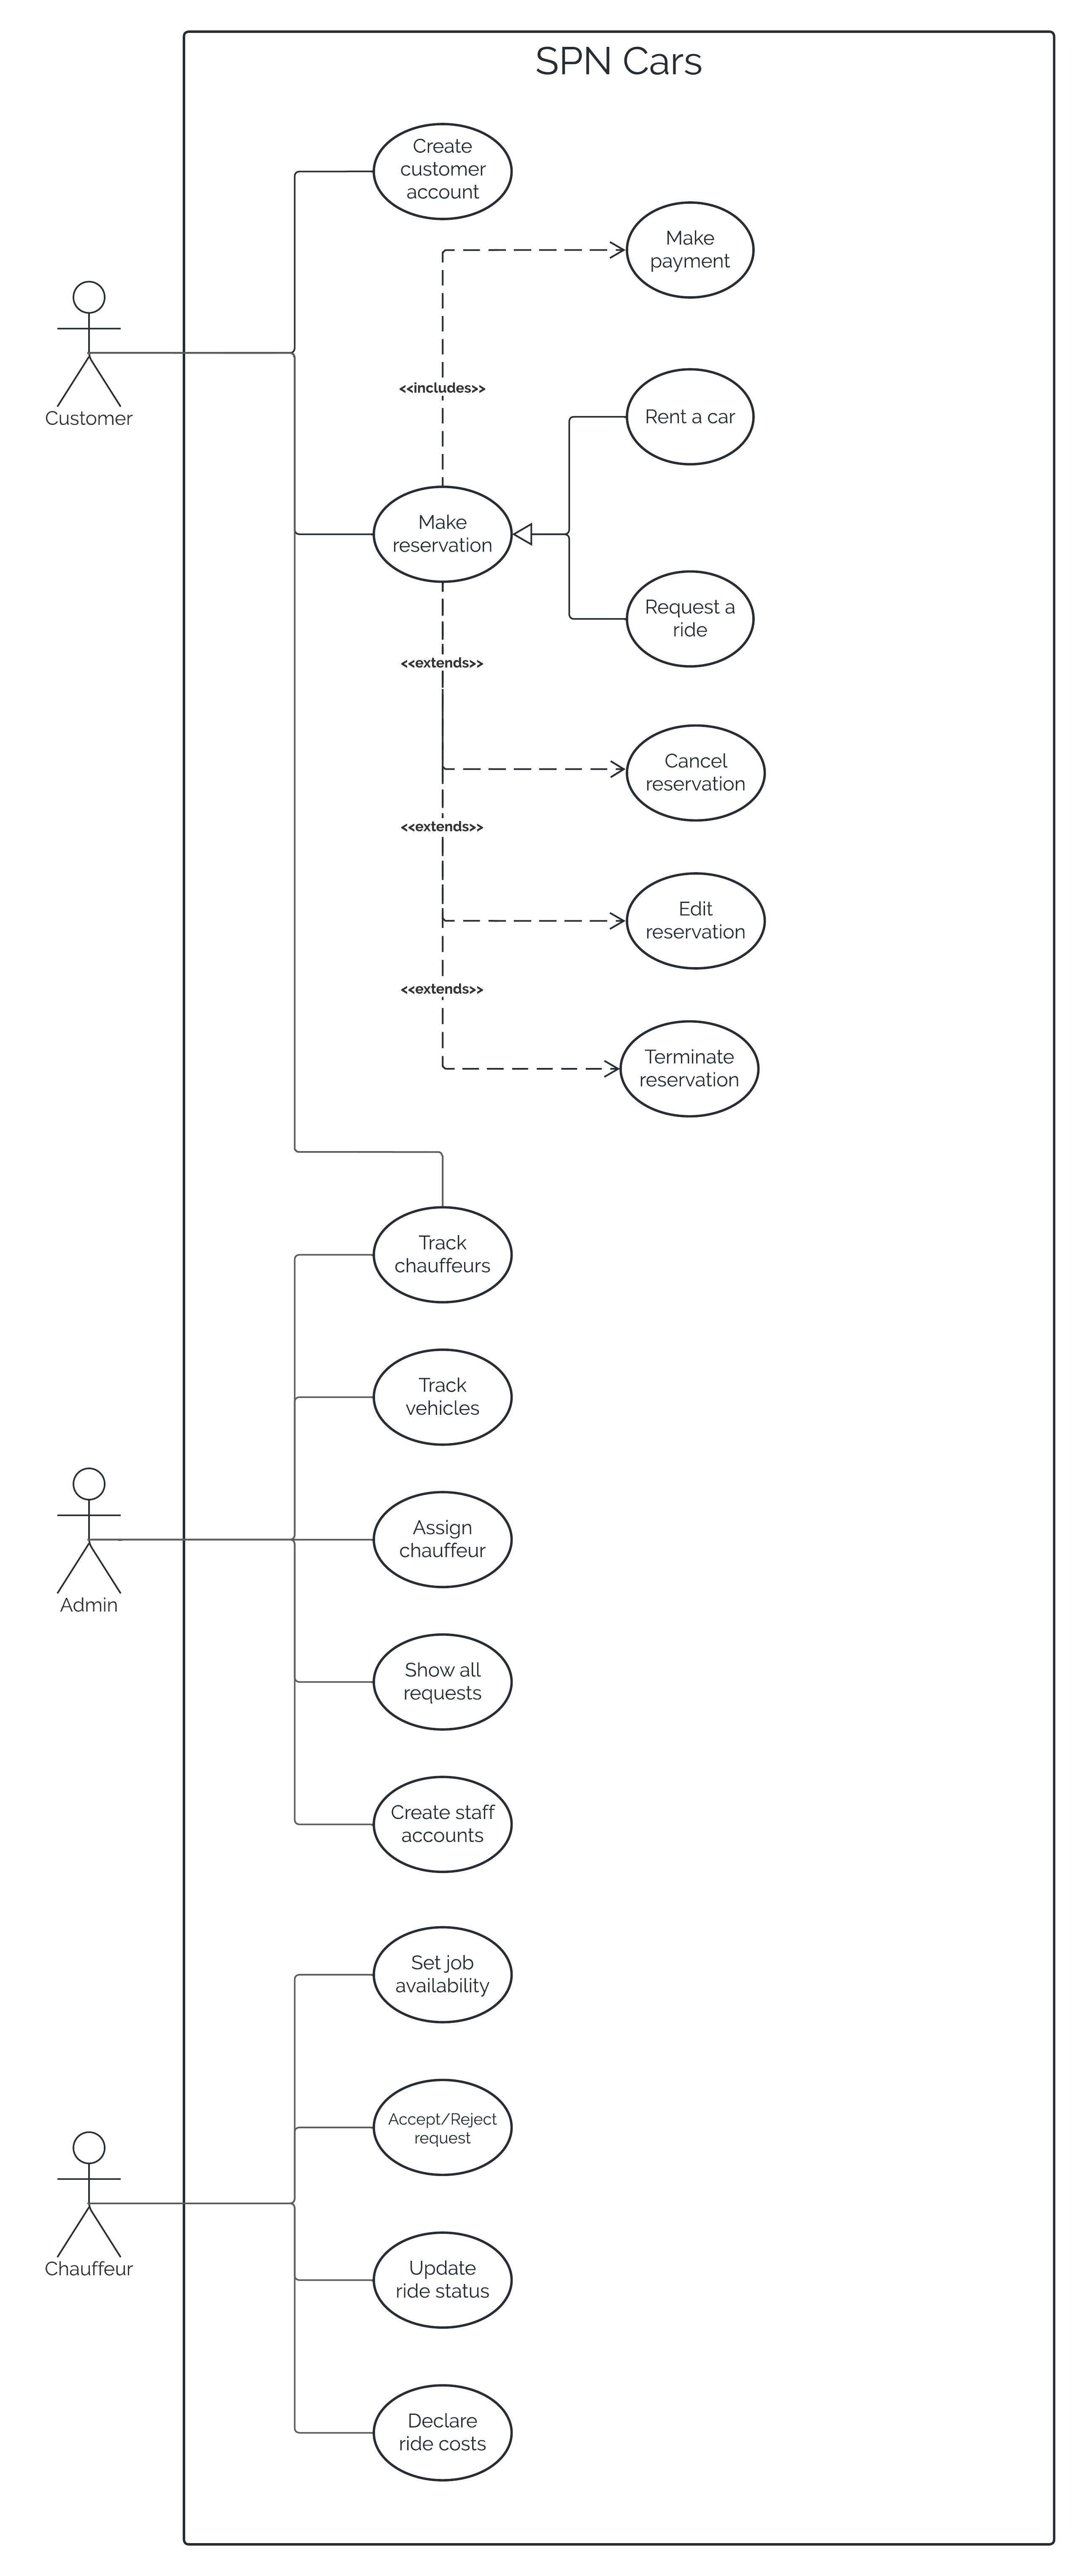 SPN Cars
Create
customer
account
Make
payment
Customer
<<includes>>
Rent a car
Make
reservation
Request a
ride
<<extends>>
Cancel
reservation
<<extends>>
Edit
reservation
<<extends>>
Terminate
reservation
Track
chauffeurs
Track
vehicles
Assign
chauffeur
Admin
Show all
requests
Create staff
accounts
Set job
availability
Accept/Reject
request
Chauffeur
Update
ride status
Declare
ride costs